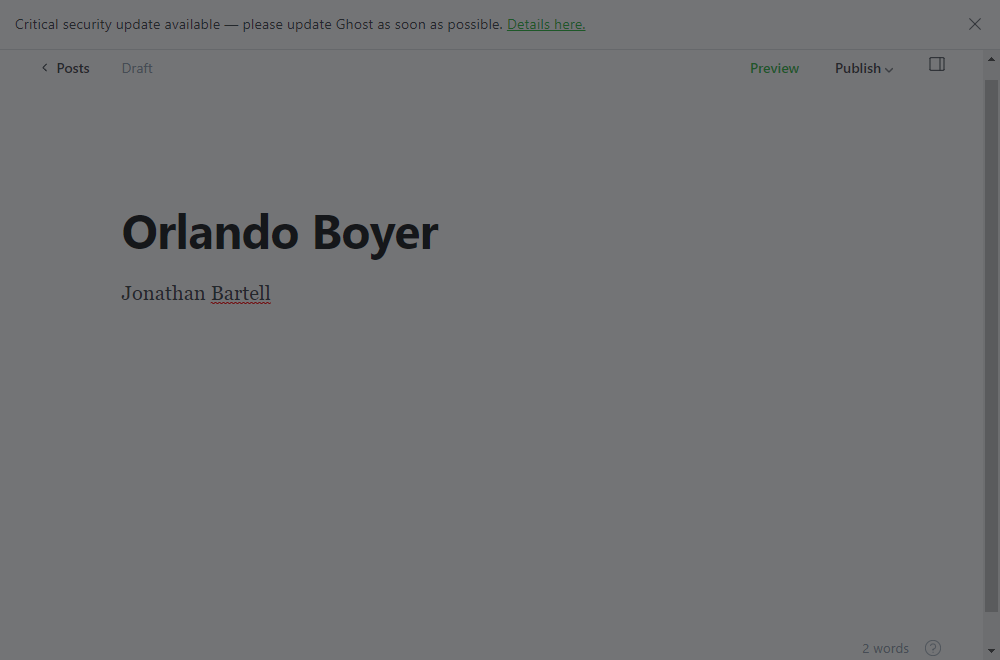 Critical security update available — please update Ghost as soon as possible. Details here.
Posts Draft Preview Publish
Orlando Boyer
Jonathan Bartell
2 words ?